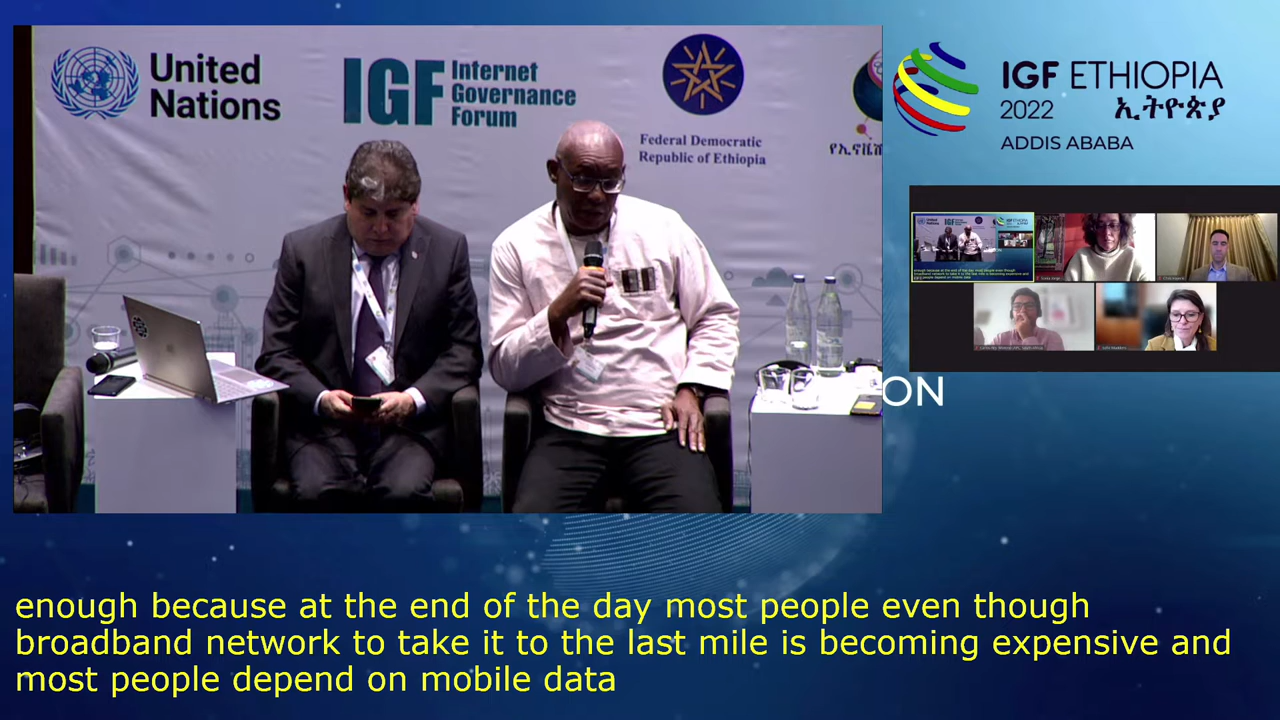 United
Nations
IGF
Internet
Governance
Forum
Federal Democratic
Republic of Ethiopia
IGF ETHIOPIA
2022 ኢትዮጵያ
ADDIS ABABA
ON
enough because at the end of the day most people even though
broadband network to take it to the last mile is becoming expensive and
most people depend on mobile data